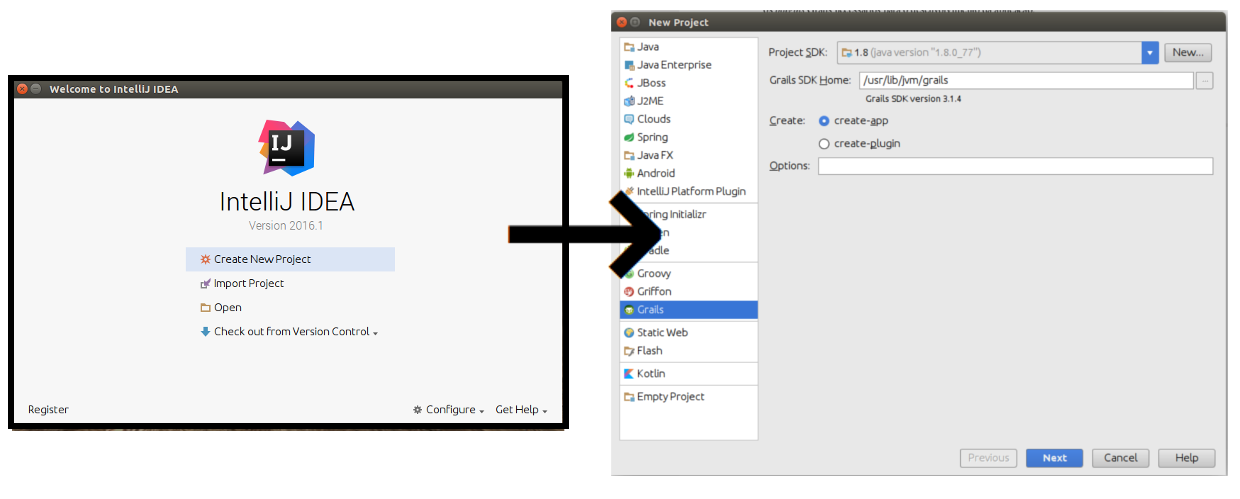 Welcome to IntelliJ IDEA
IJ
IntelliJ IDEA
Version 2016.1
Create New Project
Import Project
Open
Check out from Version Control
Register
Configure
Get Help
New Project
Java
Java Enterprise
JBoss
J2ME
Clouds
Spring
Java FX
Android
IntelliJ Platform Plugin
pring Initializr
en
adle
Groovy
Griffon
Grails
Static Web
Flash
Kotlin
Empty Project
Project SDK: 1.8 (java version "1.8.0_77") New...
Grails SDK Home: /usr/lib/jvm/grails ...
Grails SDK version 3.1.4
Create: create-app
create-plugin
Options:
Previous Next Cancel Help